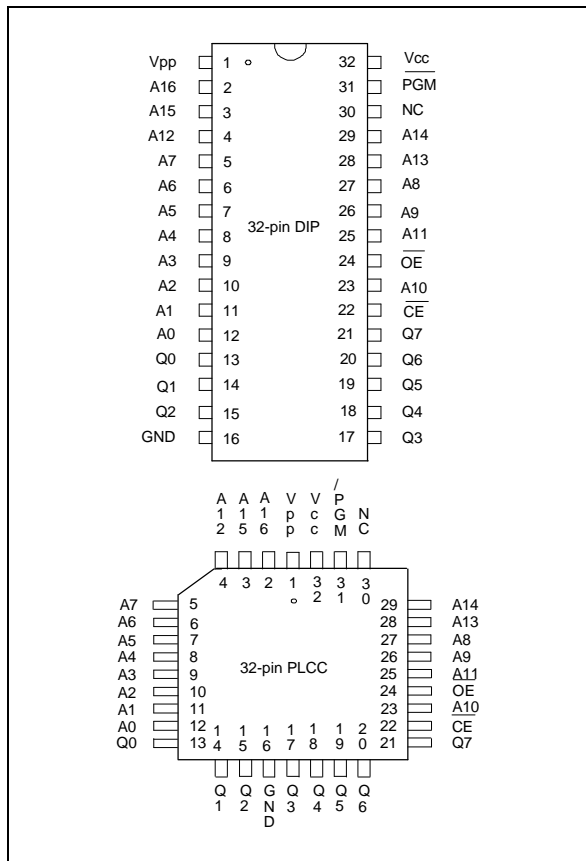 Vpp 1 32 Vcc
A16 2 31 PGM
A15 3 30 NC
A12 4 29 A14
A7 5 28 A13
A6 6 27 A8
A5 7 26 A9
A4 8 25 A11
32-pin DIP
A3 9 24 OE
A2 10 23 A10
A1 11 22 CE
A0 12 21 Q7
Q0 13 20 Q6
Q1 14 19 Q5
Q2 15 18 Q4
GND 16 17 Q3
A12 A15 A16 Vpp Vcc /PGM NC
4 3 2 1 32 31 30
A7 5 29 A14
A6 6 28 A13
A5 7 27 A8
A4 8 26 A9
32-pin PLCC
A3 9 25 A11
A2 10 24 OE
A1 11 23 A10
A0 12 22 CE
Q0 13 21 Q7
14 15 16 17 18 19 20
Q1 Q2 GND Q3 Q4 Q5 Q6